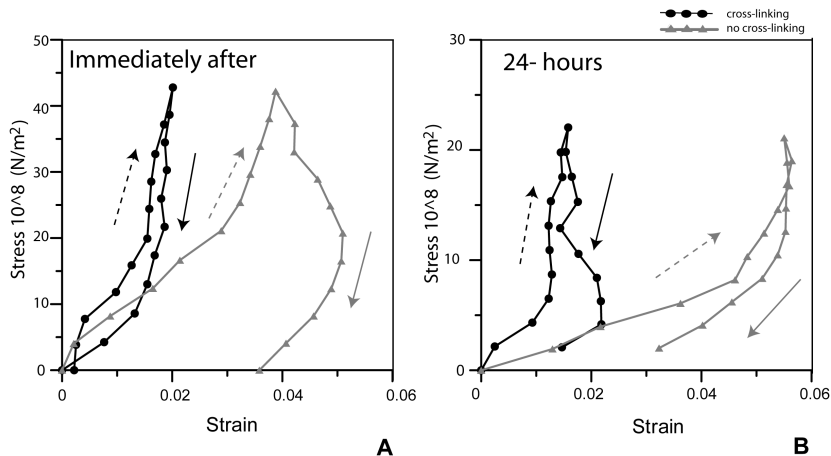 cross-linking
no cross-linking
Immediately after
Stress 10^8 (N/m²)
50
40
30
20
10
0
0
0.02
0.04
0.06
Strain
A
24- hours
Stress 10^8 (N/m²)
30
20
10
0
0
0.02
0.04
0.06
Strain
B